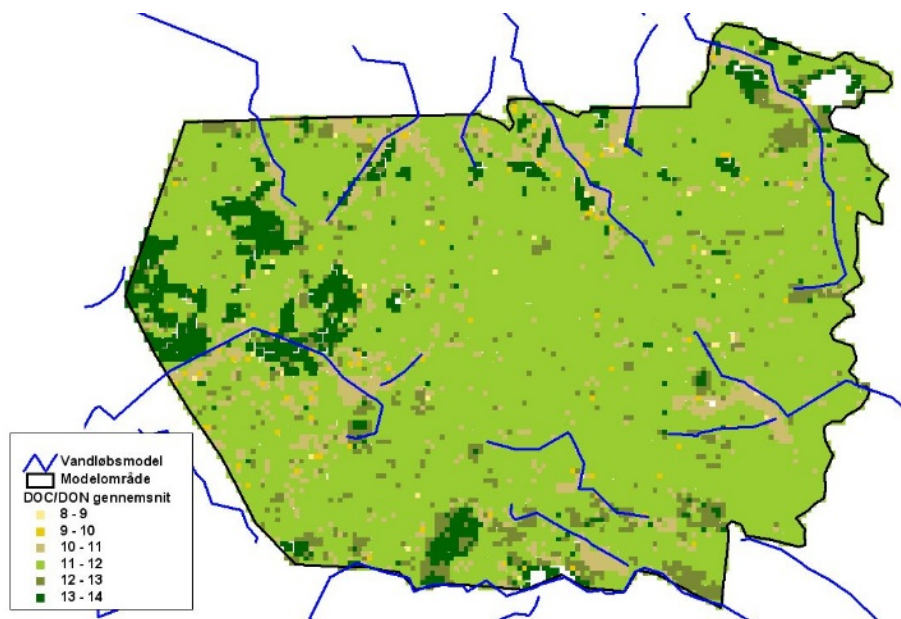 Vandløbsmodel
Modelområde
DOC/DON gennemsnit
8 - 9
9 - 10
10 - 11
11 - 12
12 - 13
13 - 14